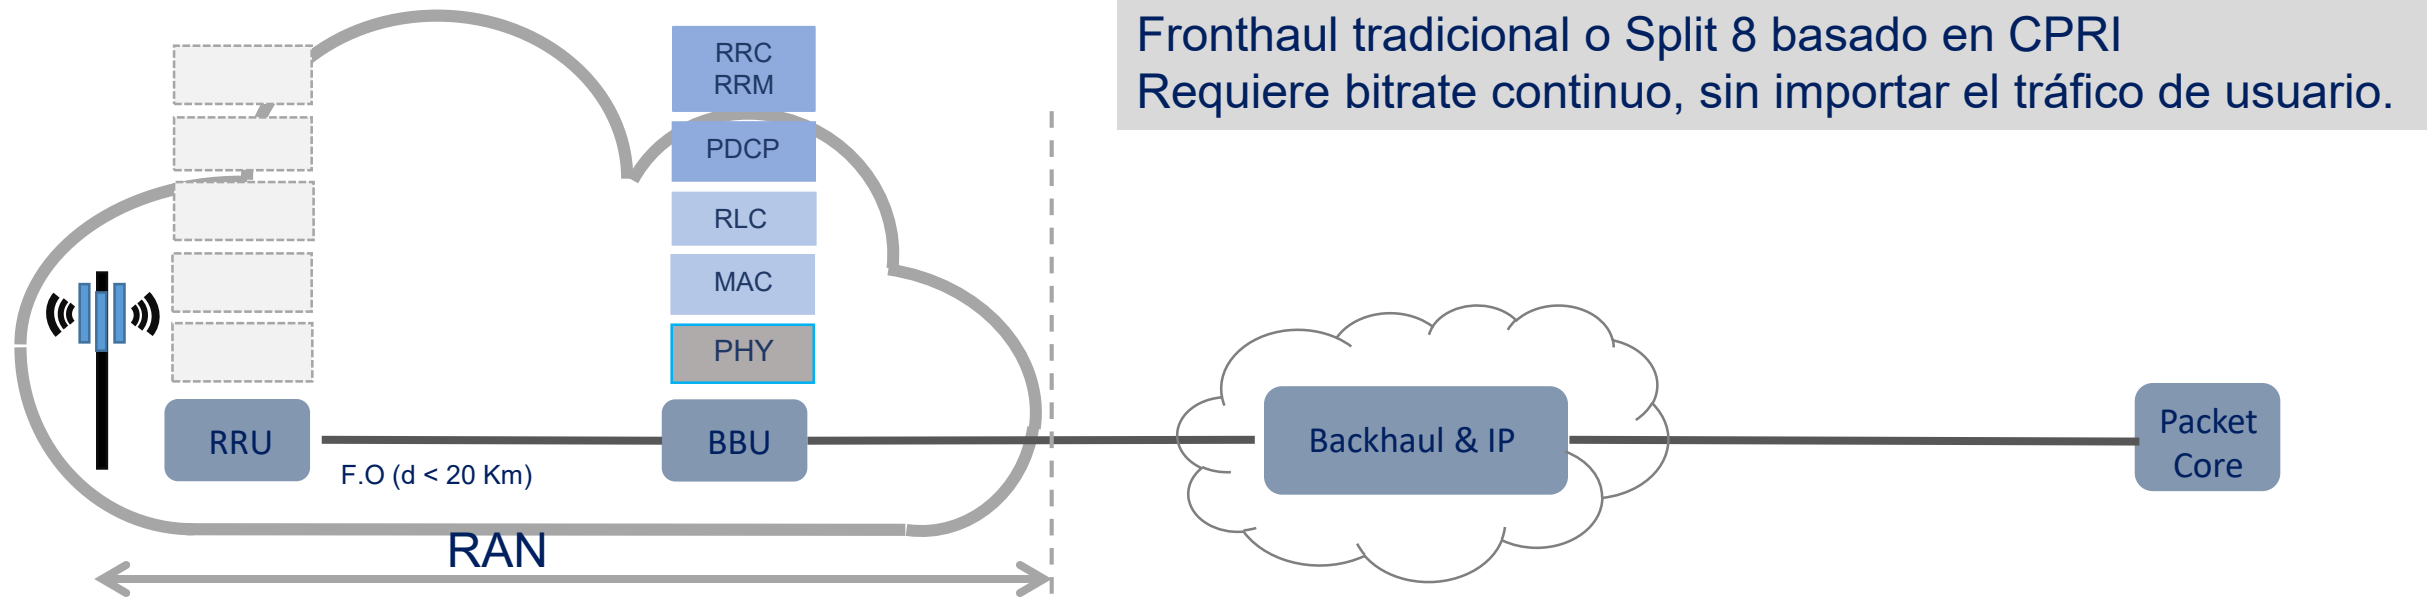 Fronthaul tradicional o Split 8 basado en CPRI
Requiere bitrate continuo, sin importar el tráfico de usuario.
RRC
RRM
PDCP
RLC
MAC
PHY
RRU
F.O (d < 20 Km)
BBU
Backhaul & IP
Packet
Core
RAN